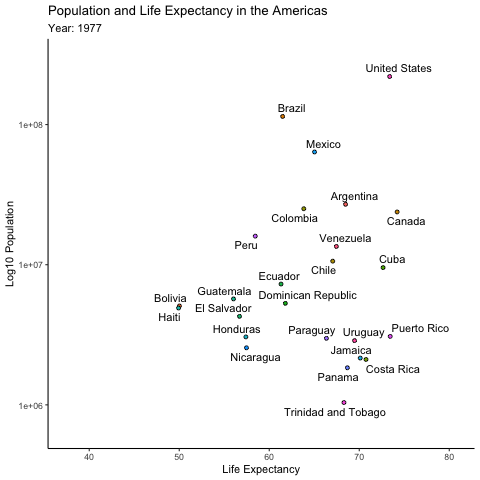 Population and Life Expectancy in the Americas
Year: 1977
United States
Brazil
1e+08
Mexico
Argentina
Colombia
Canada
Venezuela
Peru
Log10 Population
Cuba
1e+07
Chile
Ecuador
Guatemala
Dominican Republic
Bolivia
El Salvador
Haiti
Honduras
Paraguay
Uruguay
Puerto Rico
Jamaica
Nicaragua
Costa Rica
Panama
1e+06
Trinidad and Tobago
40 50 60 70 80
Life Expectancy